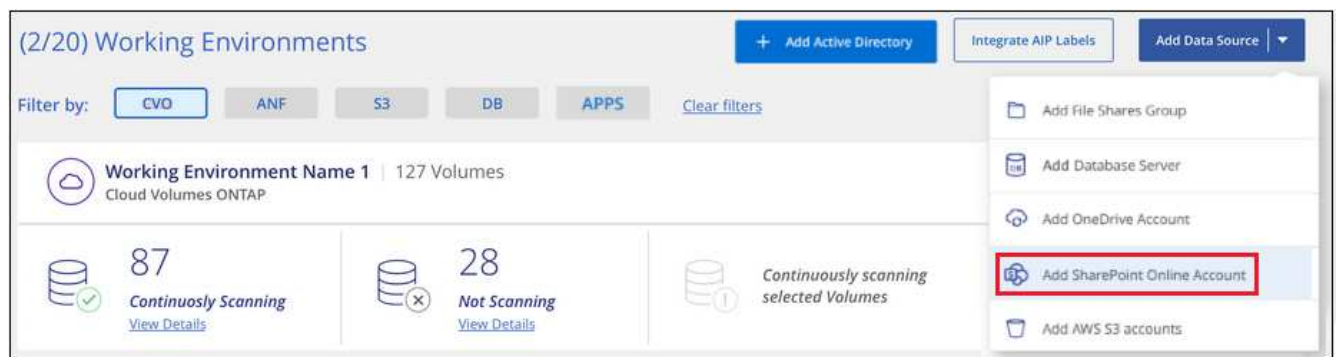 (2/20) Working Environments
+ Add Active Directory
Integrate AIP Labels
Add Data Source
Filter by:
CVO
ANF
S3
DB
APPS
Clear filters
Working Environment Name 1 | 127 Volumes
Cloud Volumes ONTAP
87
Continuosly Scanning
View Details
28
Not Scanning
View Details
Continuously scanning
selected Volumes
Add File Shares Group
Add Database Server
Add OneDrive Account
Add SharePoint Online Account
Add AWS S3 accounts